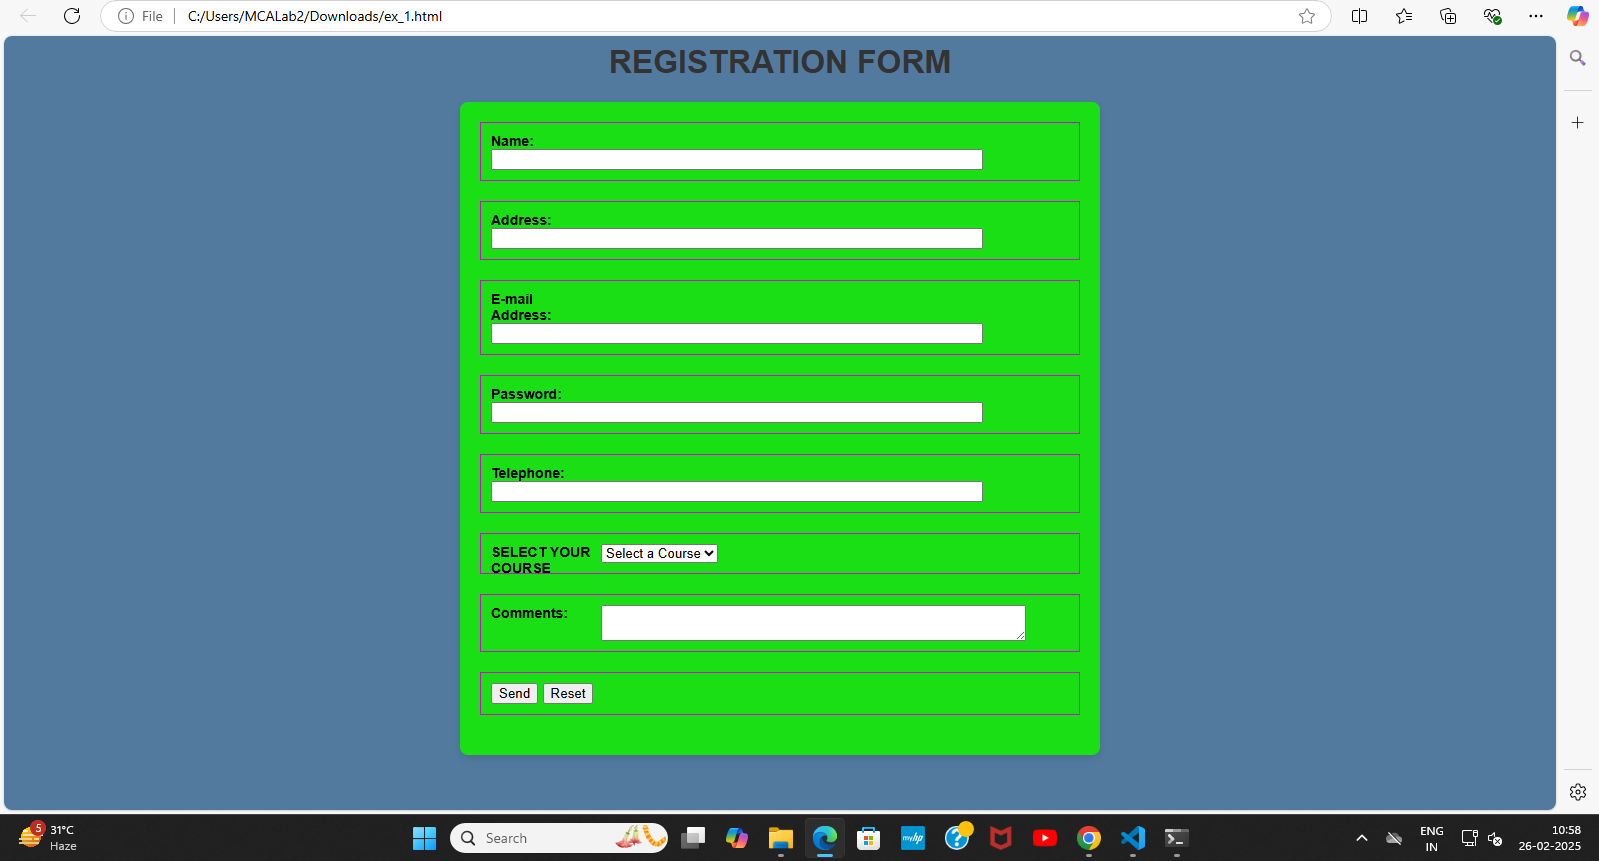 File
C:/Users/MCALab2/Downloads/ex_1.html
REGISTRATION FORM
Name:
Address:
E-mail
Address:
Password:
Telephone:
SELECT YOUR
COURSE
Select a Course
Comments:
Send
Reset
5
31°C
Haze
Search
myhp
ENG
IN
10:58
26-02-2025